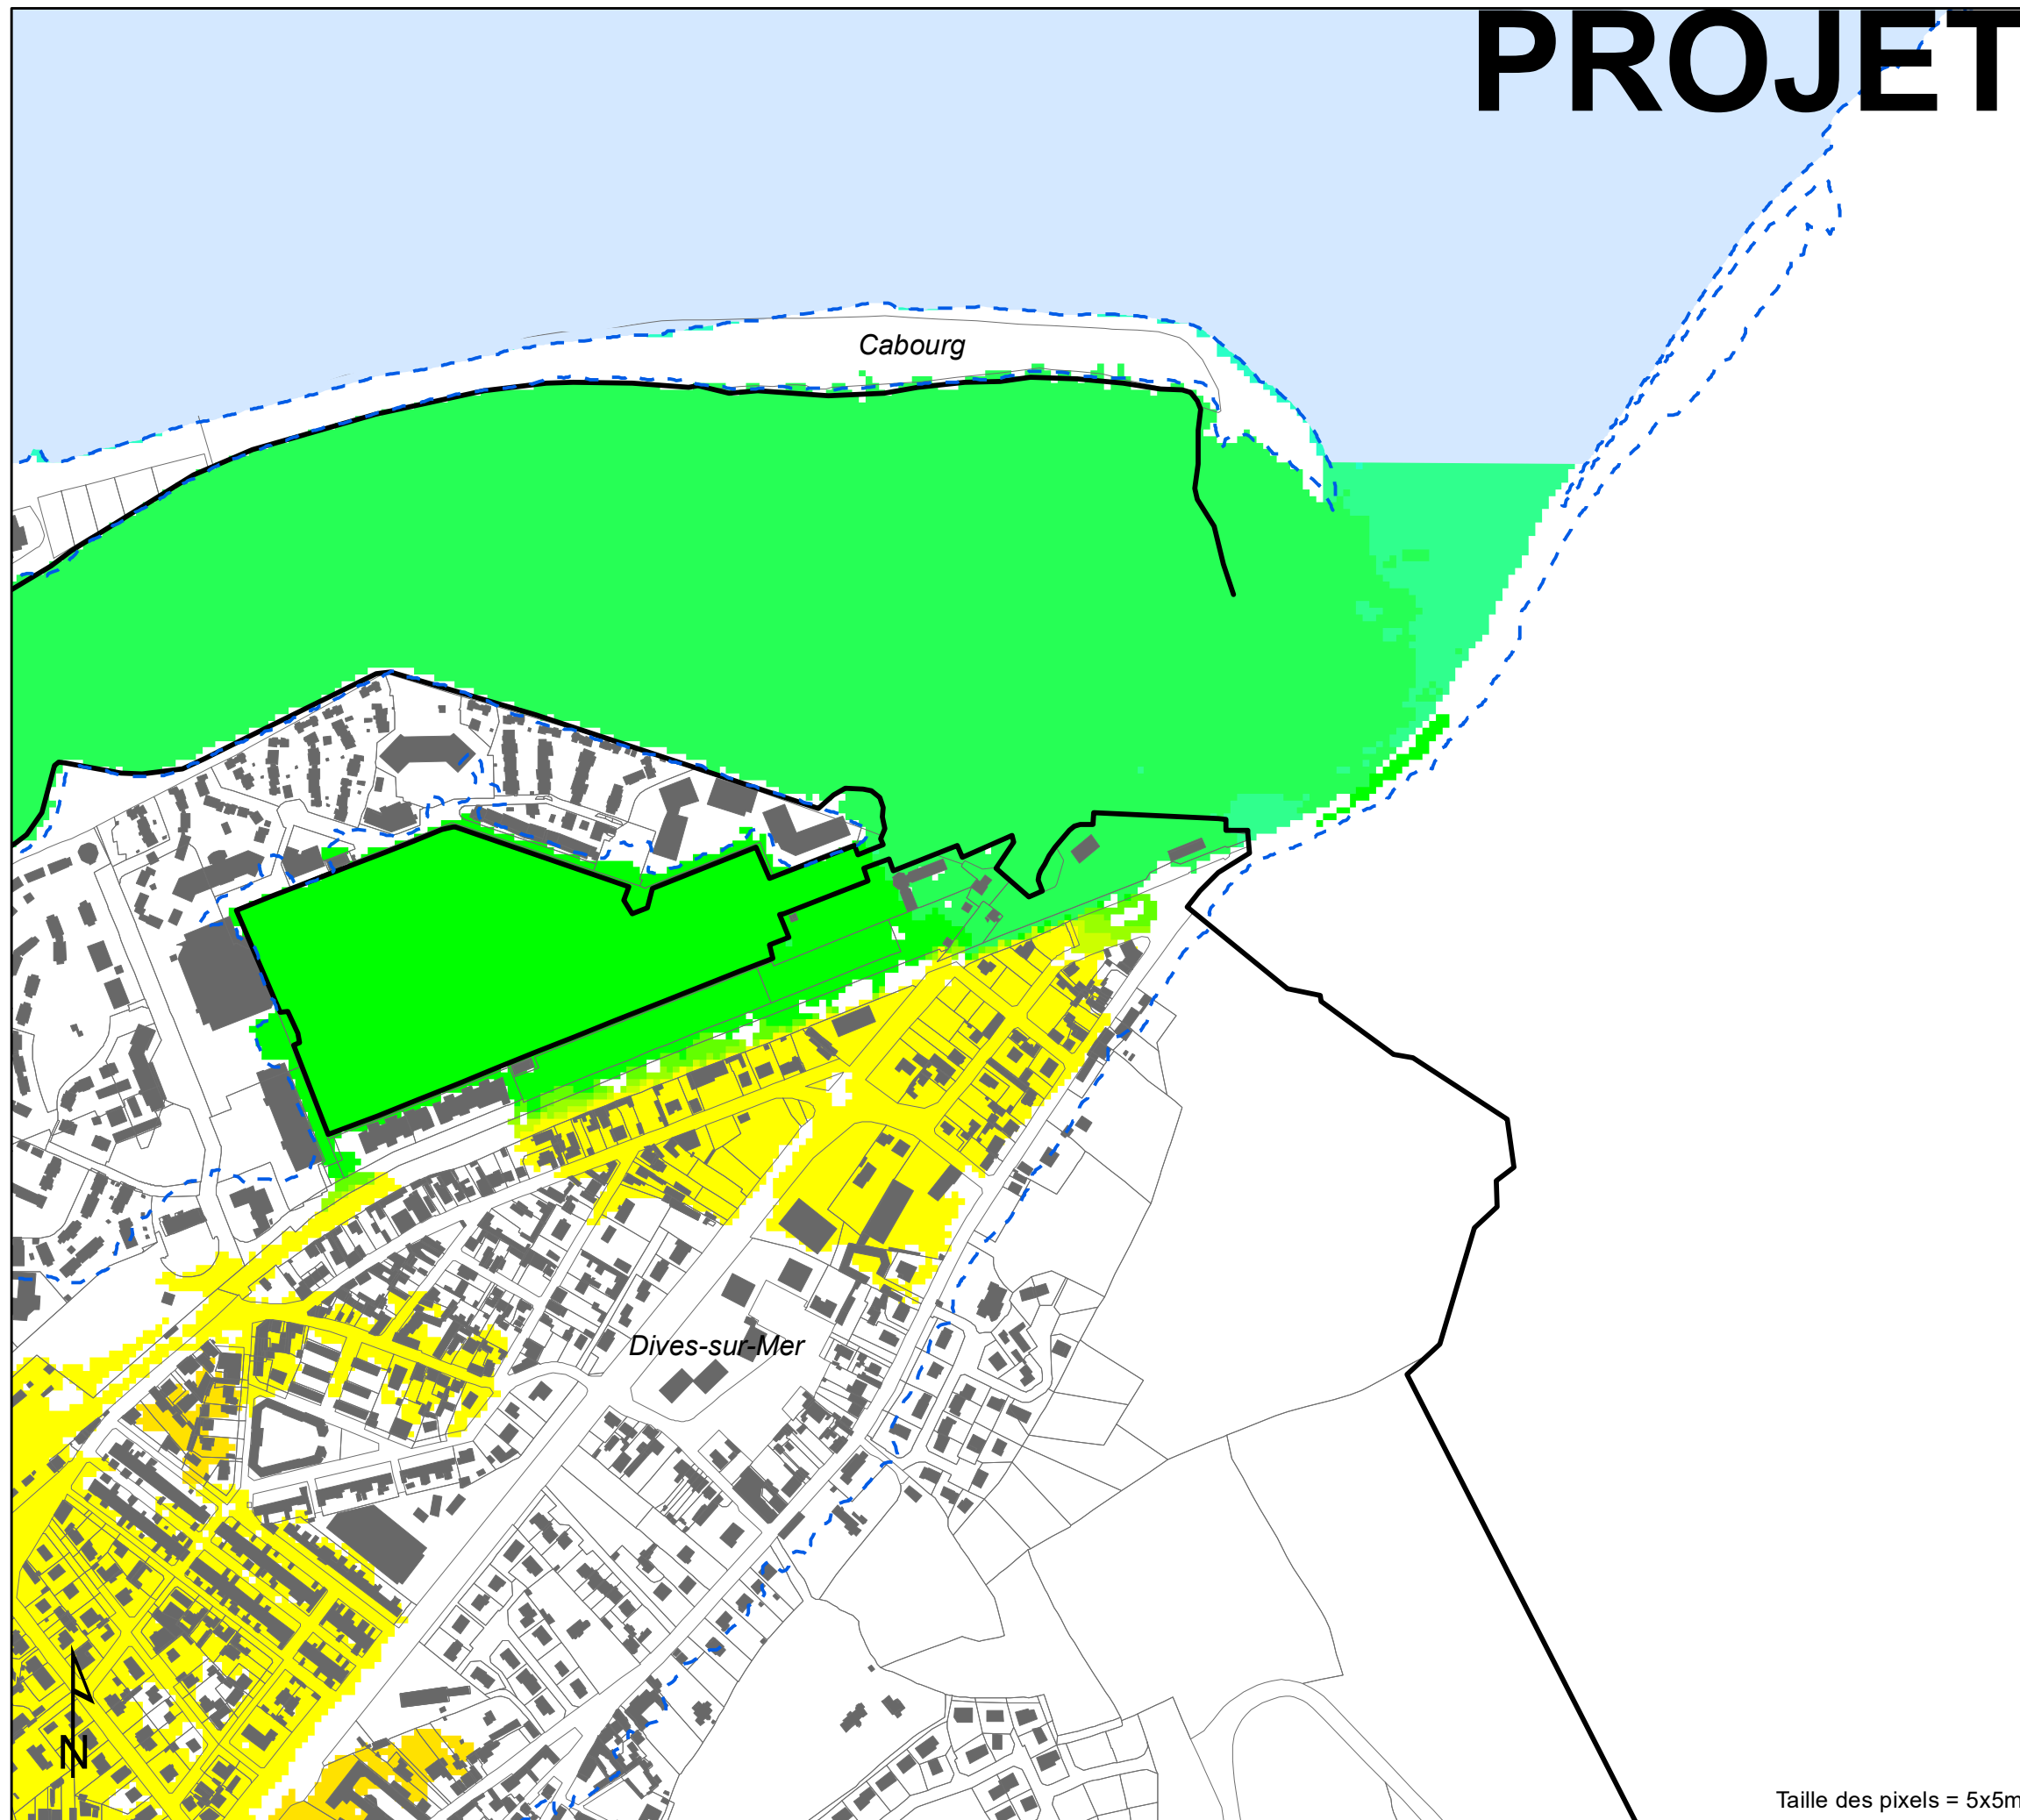 PROJET
Cabourg
Dives-sur-Mer
N
Taille des pixels = 5x5m